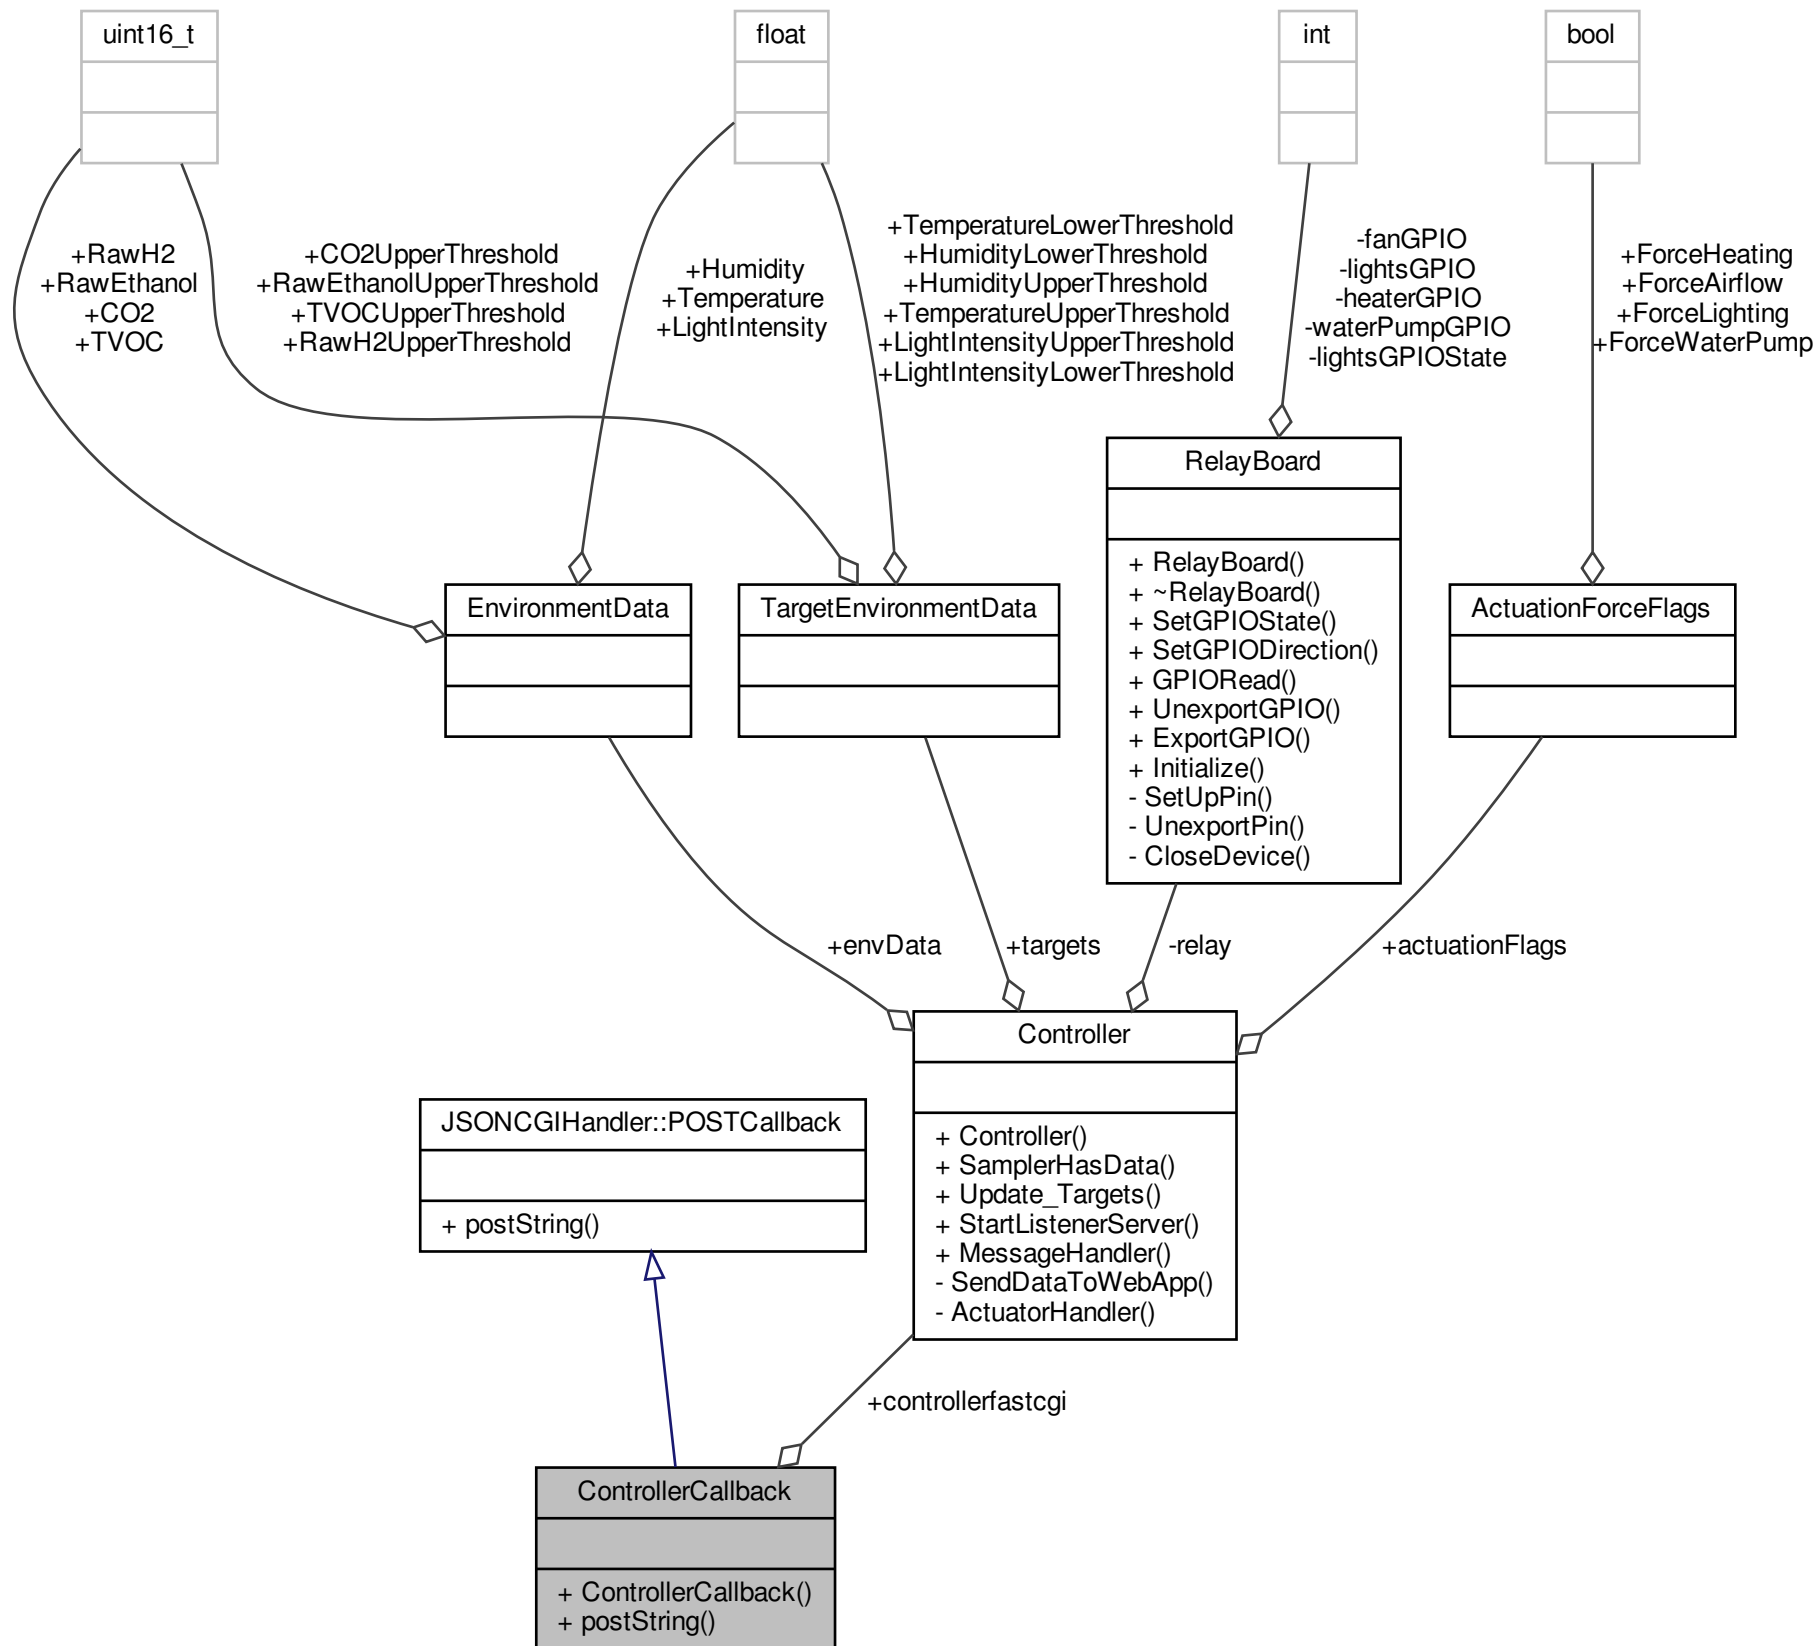 uint16_t
float
int
bool
+RawH2
+RawEthanol
+CO2
+TVOC
+CO2UpperThreshold
+RawEthanolUpperThreshold
+TVOCUpperThreshold
+RawH2UpperThreshold
+Humidity
+Temperature
+LightIntensity
+TemperatureLowerThreshold
+HumidityLowerThreshold
+HumidityUpperThreshold
+TemperatureUpperThreshold
+LightIntensityUpperThreshold
+LightIntensityLowerThreshold
-fanGPIO
-lightsGPIO
-heaterGPIO
-waterPumpGPIO
-lightsGPIOState
+ForceHeating
+ForceAirflow
+ForceLighting
+ForceWaterPump
EnvironmentData
TargetEnvironmentData
RelayBoard
+ RelayBoard()
+ ~RelayBoard()
+ SetGPIOState()
+ SetGPIODirection()
+ GPIORead()
+ UnexportGPIO()
+ ExportGPIO()
+ Initialize()
- SetUpPin()
- UnexportPin()
- CloseDevice()
ActuationForceFlags
+envData
+targets
-relay
+actuationFlags
Controller
+ Controller()
+ SamplerHasData()
+ Update_Targets()
+ StartListenerServer()
+ MessageHandler()
- SendDataToWebApp()
- ActuatorHandler()
JSONCGIHandler::POSTCallback
+ postString()
+controllerfastcgi
ControllerCallback
+ ControllerCallback()
+ postString()